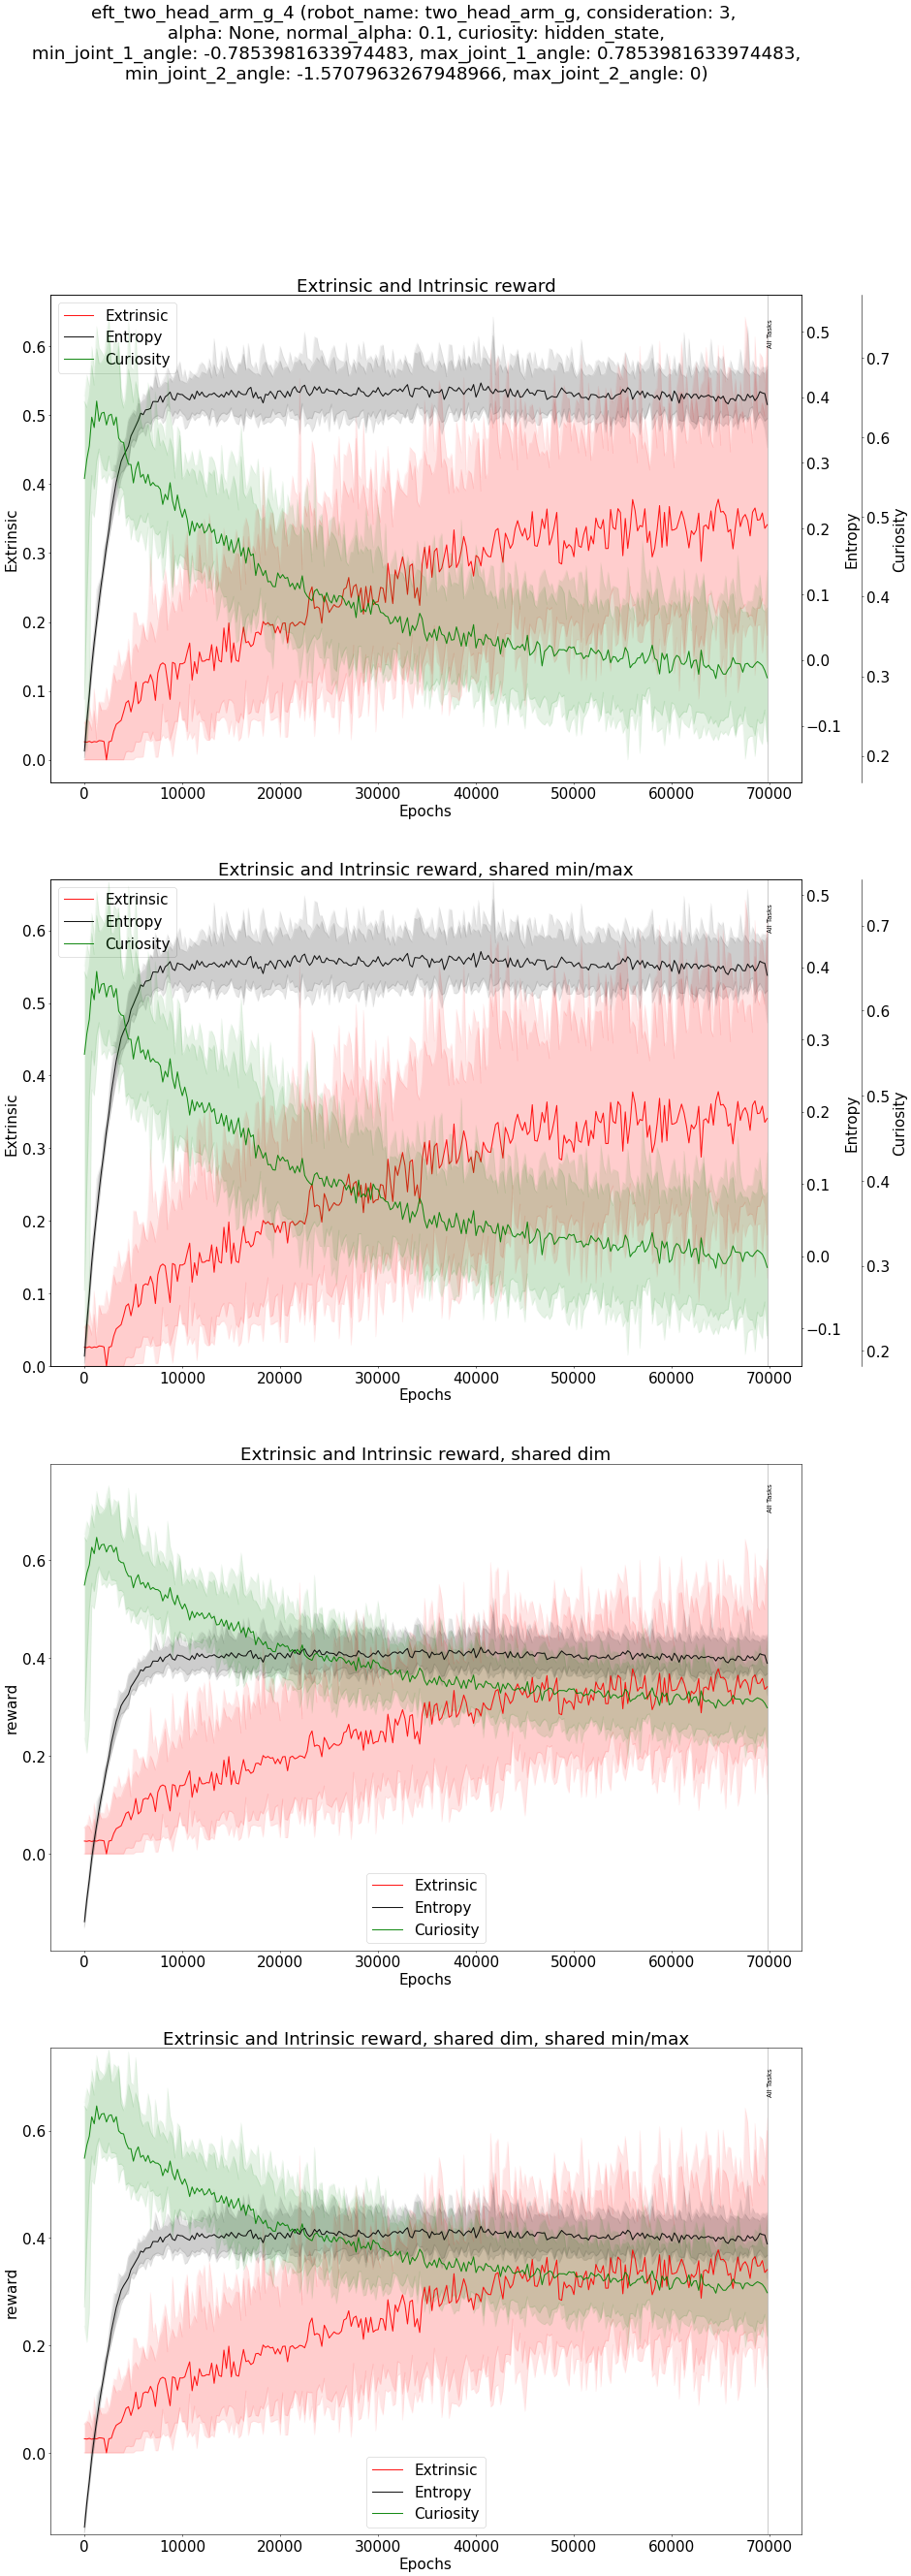 eft_two_head_arm_g_4 (robot_name: two_head_arm_g, consideration: 3,
alpha: None, normal_alpha: 0.1, curiosity: hidden_state,
min_joint_1_angle: -0.7853981633974483, max_joint_1_angle: 0.7853981633974483,
min_joint_2_angle: -1.5707963267948966, max_joint_2_angle: 0)
Extrinsic and Intrinsic reward
Extrinsic
Entropy
Curiosity
All Tasks
0.6
0.5
0.4
0.3
0.2
0.1
0.0
Extrinsic
0.5
0.4
0.3
0.2
0.1
0.0
−0.1
Entropy
0.7
0.6
0.5
0.4
0.3
0.2
Curiosity
0 10000 20000 30000 40000 50000 60000 70000
Epochs
Extrinsic and Intrinsic reward, shared min/max
Extrinsic
Entropy
Curiosity
All Tasks
0.6
0.5
0.4
0.3
0.2
0.1
0.0
Extrinsic
0.5
0.4
0.3
0.2
0.1
0.0
−0.1
Entropy
0.7
0.6
0.5
0.4
0.3
0.2
Curiosity
0 10000 20000 30000 40000 50000 60000 70000
Epochs
Extrinsic and Intrinsic reward, shared dim
All Tasks
0.6
0.4
0.2
0.0
reward
Extrinsic
Entropy
Curiosity
0 10000 20000 30000 40000 50000 60000 70000
Epochs
Extrinsic and Intrinsic reward, shared dim, shared min/max
All Tasks
0.6
0.4
0.2
0.0
reward
Extrinsic
Entropy
Curiosity
0 10000 20000 30000 40000 50000 60000 70000
Epochs